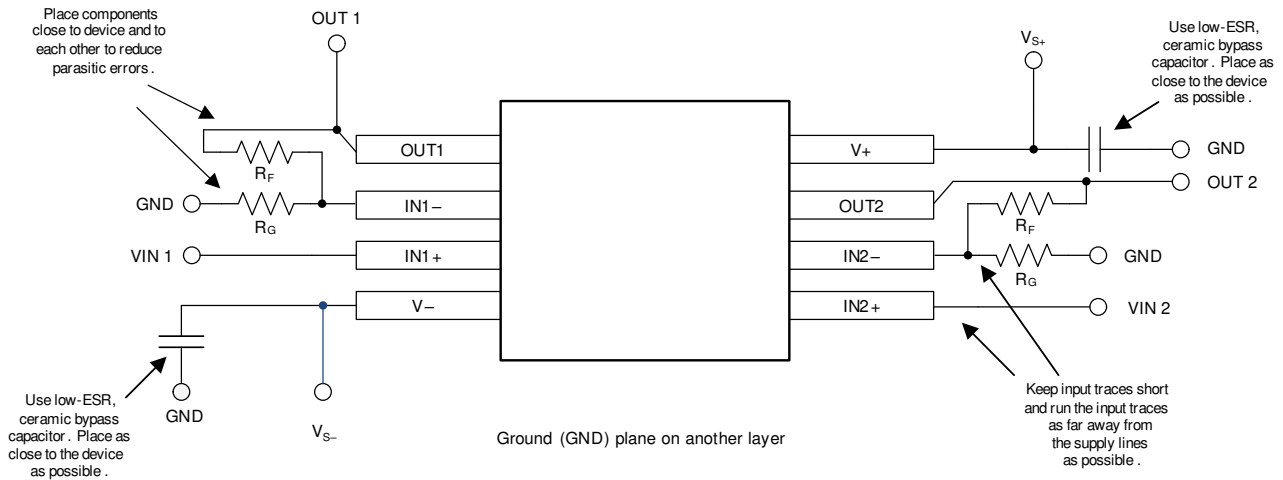 Place components
close to device and to
each other to reduce
parasitic errors .
OUT 1
VS+
Use low-ESR,
ceramic bypass
capacitor . Place as
close to the device
as possible .
OUT1
RF
GND
RG
IN1−
VIN 1
IN1+
V−
V+
GND
OUT 2
OUT2
RF
IN2−
RG
GND
IN2+
VIN 2
GND
Use low-ESR,
ceramic bypass
capacitor . Place as
close to the device
as possible .
VS−
Ground (GND) plane on another layer
Keep input traces short
and run the input traces
as far away from
the supply lines
as possible .